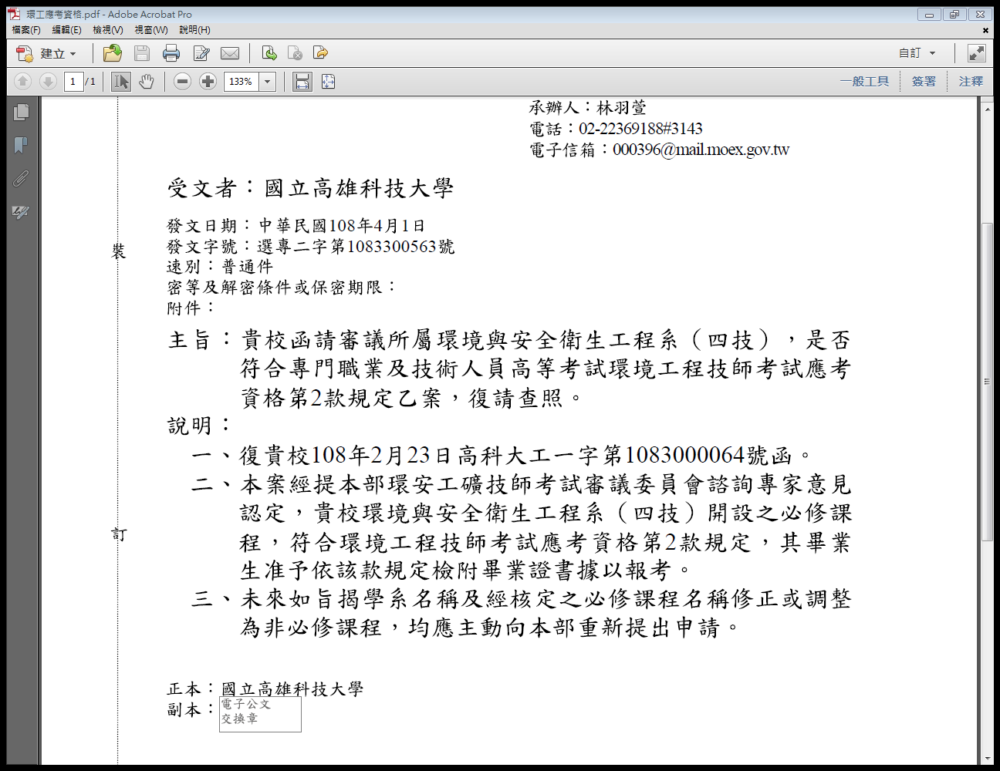 環工應考資格.pdf - Adobe Acrobat Pro
檔案(F) 編輯(E) 檢視(V) 視窗(W) 說明(H)
建立 自訂
1 /1 133% 一般工具 簽署 注釋
承辦人：林羽萱
電話：02-22369188#3143
電子信箱：000396@mail.moex.gov.tw
受文者：國立高雄科技大學
發文日期：中華民國108年4月1日
發文字號：選專二字第1083300563號
裝
速別：普通件
密等及解密條件或保密期限：
附件：
主旨：貴校函請審議所屬環境與安全衛生工程系（四技），是否
符合專門職業及技術人員高等考試環境工程技師考試應考
資格第2款規定乙案，復請查照。
說明：
一、復貴校108年2月23日高科大工一字第1083000064號函。
二、本案經提本部環安工礦技師考試審議委員會諮詢專家意見
認定，貴校環境與安全衛生工程系（四技）開設之必修課
訂
程，符合環境工程技師考試應考資格第2款規定，其畢業
生准予依該款規定檢附畢業證書據以報考。
三、未來如旨揭學系名稱及經核定之必修課程名稱修正或調整
為非必修課程，均應主動向本部重新提出申請。
正本：國立高雄科技大學
副本：
電子公文
交換章